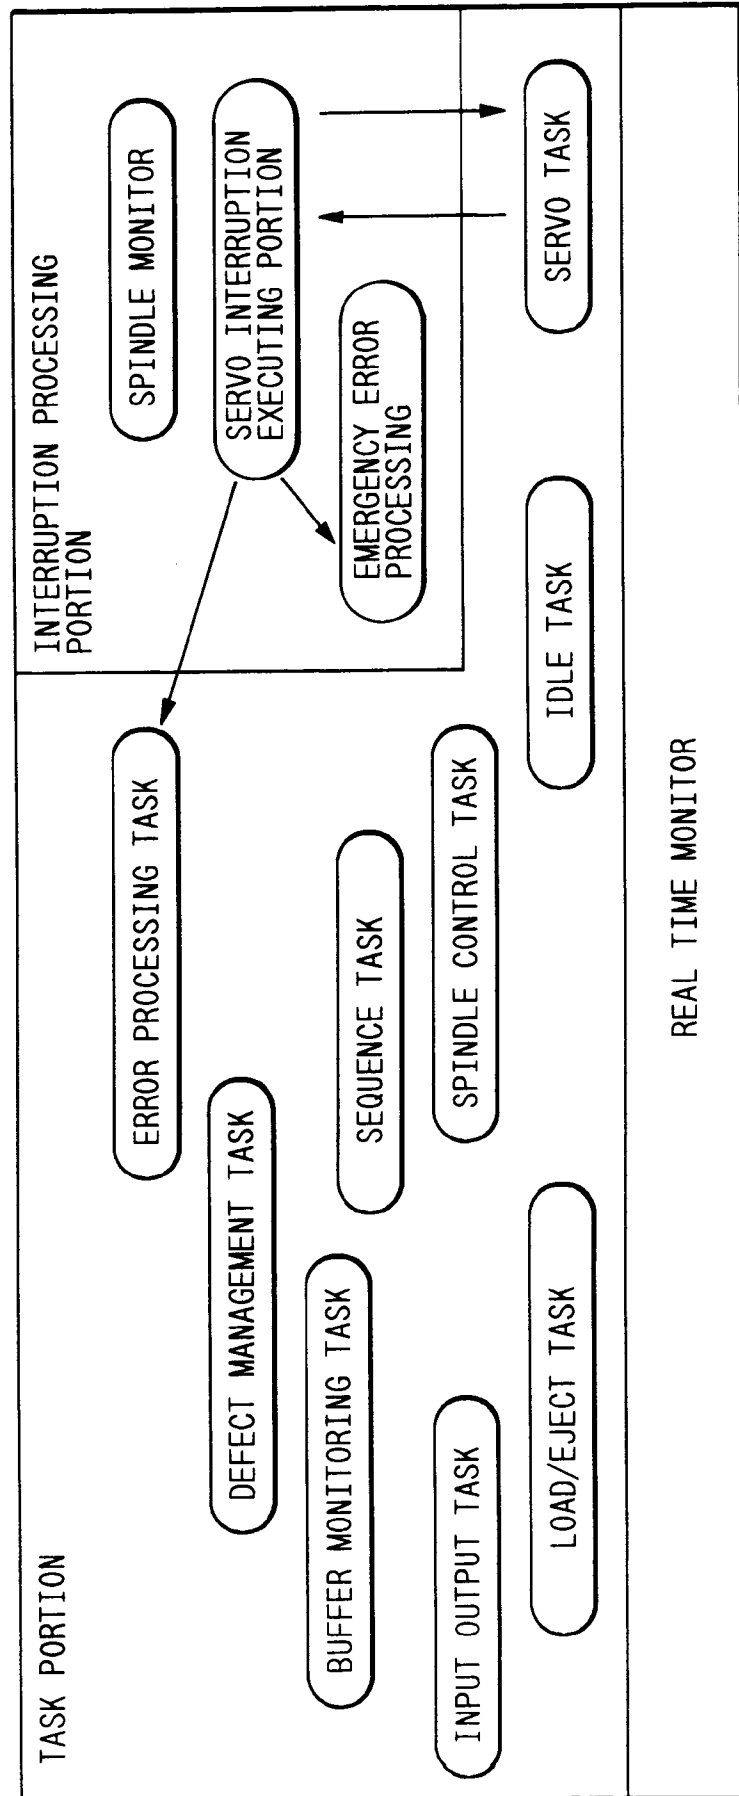 TASK PORTION
INTERRUPTION PROCESSING
PORTION
ERROR PROCESSING TASK
SPINDLE MONITOR
DEFECT MANAGEMENT TASK
SERVO INTERRUPTION
EXECUTING PORTION
BUFFER MONITORING TASK
SEQUENCE TASK
EMERGENCY ERROR
PROCESSING
INPUT OUTPUT TASK
SPINDLE CONTROL TASK
LOAD/EJECT TASK
IDLE TASK
SERVO TASK
REAL TIME MONITOR